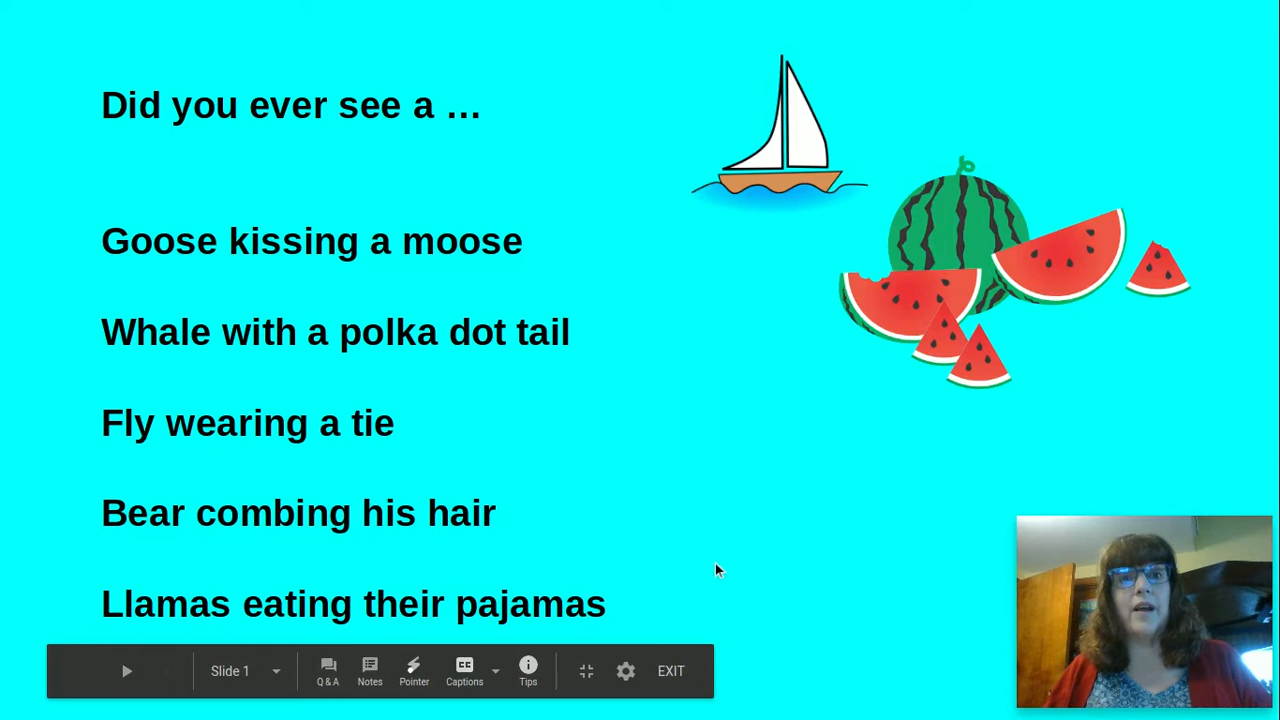 Did you ever see a …
Goose kissing a moose
Whale with a polka dot tail
Fly wearing a tie
Bear combing his hair
Llamas eating their pajamas
Slide 1
Q & A
Notes
Pointer
CC
Captions
Tips
EXIT